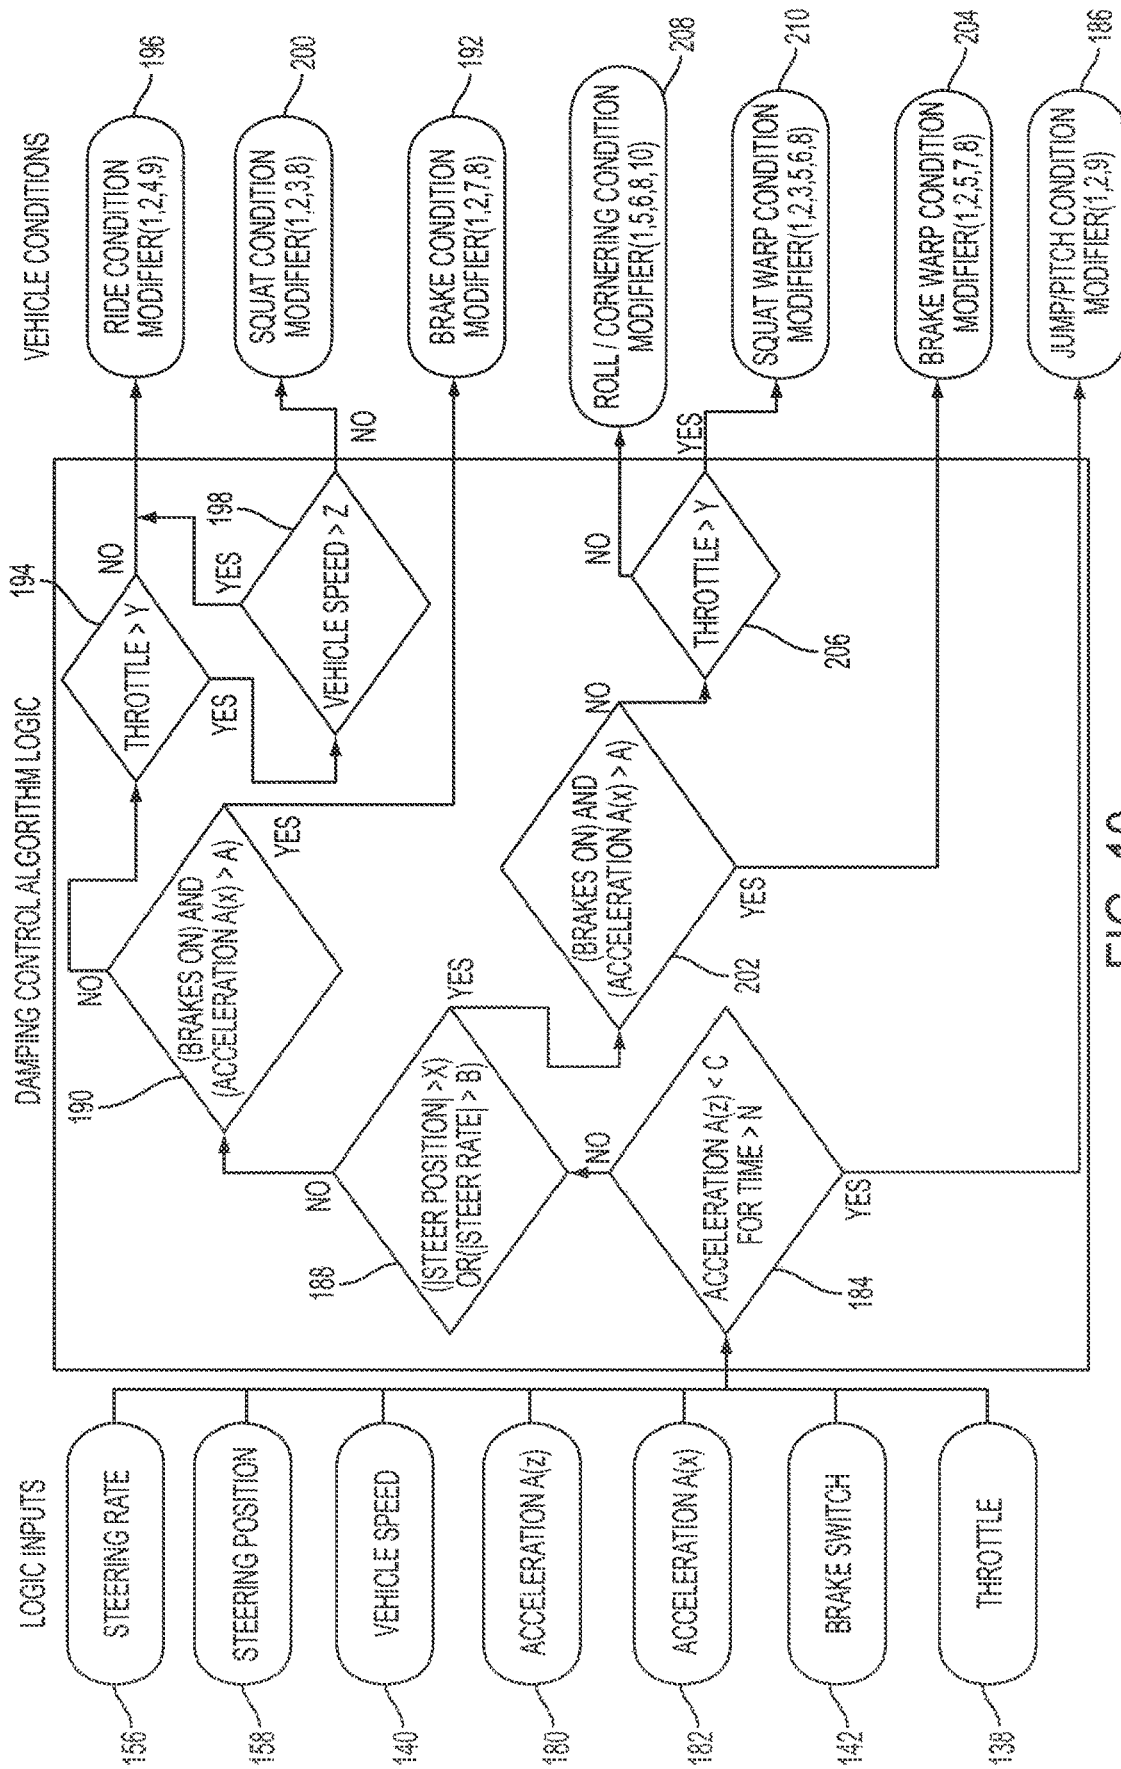 LOGIC INPUTS
156
STEERING RATE
158
STEERING POSITION
140
VEHICLE SPEED
180
ACCELERATION A(z)
182
ACCELERATION A(x)
142
BRAKE SWITCH
138
THROTTLE
DAMPING CONTROL ALGORITHM LOGIC
190
(BRAKES ON) AND
(ACCELERATION A(x) > A)
NO
YES
194
THROTTLE > Y
NO
YES
198
VEHICLE SPEED > Z
YES
NO
188
(|STEER POSITION| >X)
OR(|STEER RATE| > B)
NO
YES
184
ACCELERATION A(z) < C
FOR TIME > N
NO
YES
202
(BRAKES ON) AND
(ACCELERATION A(x) > A)
NO
YES
206
THROTTLE > Y
NO
YES
VEHICLE CONDITIONS
RIDE CONDITION
MODIFIER(1,2,4,9)
196
SQUAT CONDITION
MODIFIER(1,2,3,8)
200
BRAKE CONDITION
MODIFIER(1,2,7,8)
192
ROLL / CORNERING CONDITION
MODIFIER(1,5,6,8,10)
208
SQUAT WARP CONDITION
MODIFIER(1,2,3,5,6,8)
210
BRAKE WARP CONDITION
MODIFIER(1,2,5,7,8)
204
JUMP/PITCH CONDITION
MODIFIER(1,2,9)
186